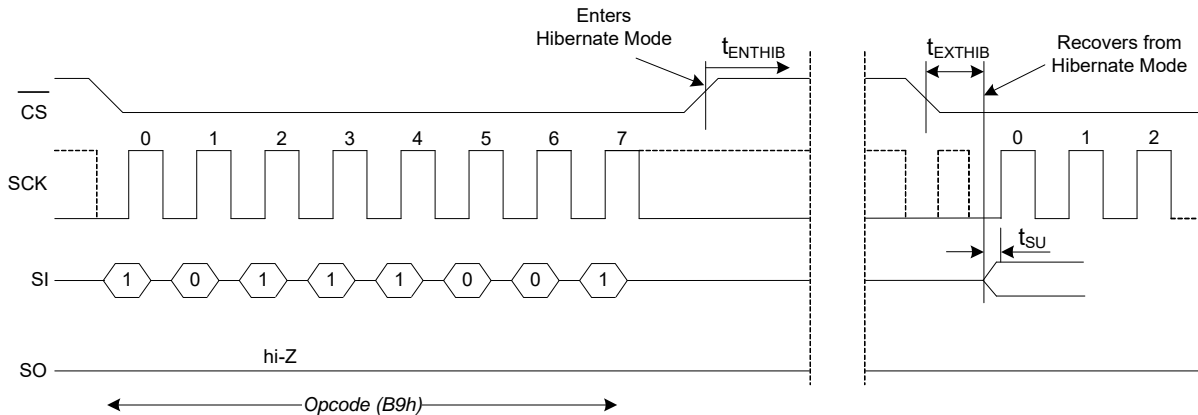 Enters
Hibernate Mode
tENTHIB
tEXTHIB
Recovers from
Hibernate Mode
CS
0 1 2 3 4 5 6 7 0 1 2
SCK
tSU
SI 1 0 1 1 1 0 0 1
hi-Z
SO
Opcode (B9h)